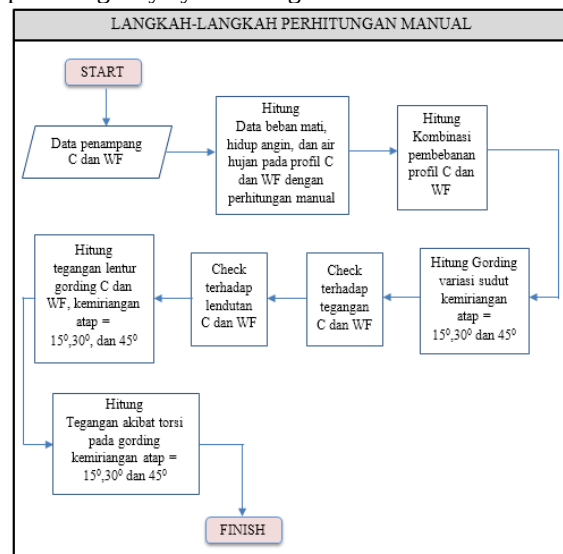 LANGKAH-LANGKAH PERHITUNGAN MANUAL
START
Data penampang
C dan WF
Hitung
Data beban mati,
hidup angin, dan air
hujan pada profil C
dan WF dengan
perhitungan manual
Hitung
Kombinasi
pembebanan
profil C dan
WF
Hitung Gording
variasi sudut
kemiringan
atap =
15⁰,30⁰ dan 45⁰
Check
terhadap
tegangan
C dan WF
Check
terhadap
lendutan
C dan WF
Hitung
tegangan lentur
gording C dan
WF, kemiringan
atap =
15⁰,30⁰, dan 45⁰
Hitung
Tegangan akibat torsi
pada gording
kemiringan atap =
15⁰,30⁰ dan 45⁰
FINISH